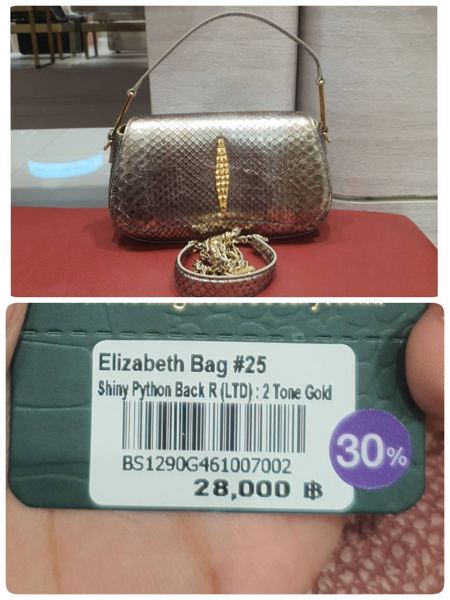 Elizabeth Bag #25
Shiny Python Back R (LTD) : 2 Tone Gold
BS1290G461007002
28,000 ฿
30%